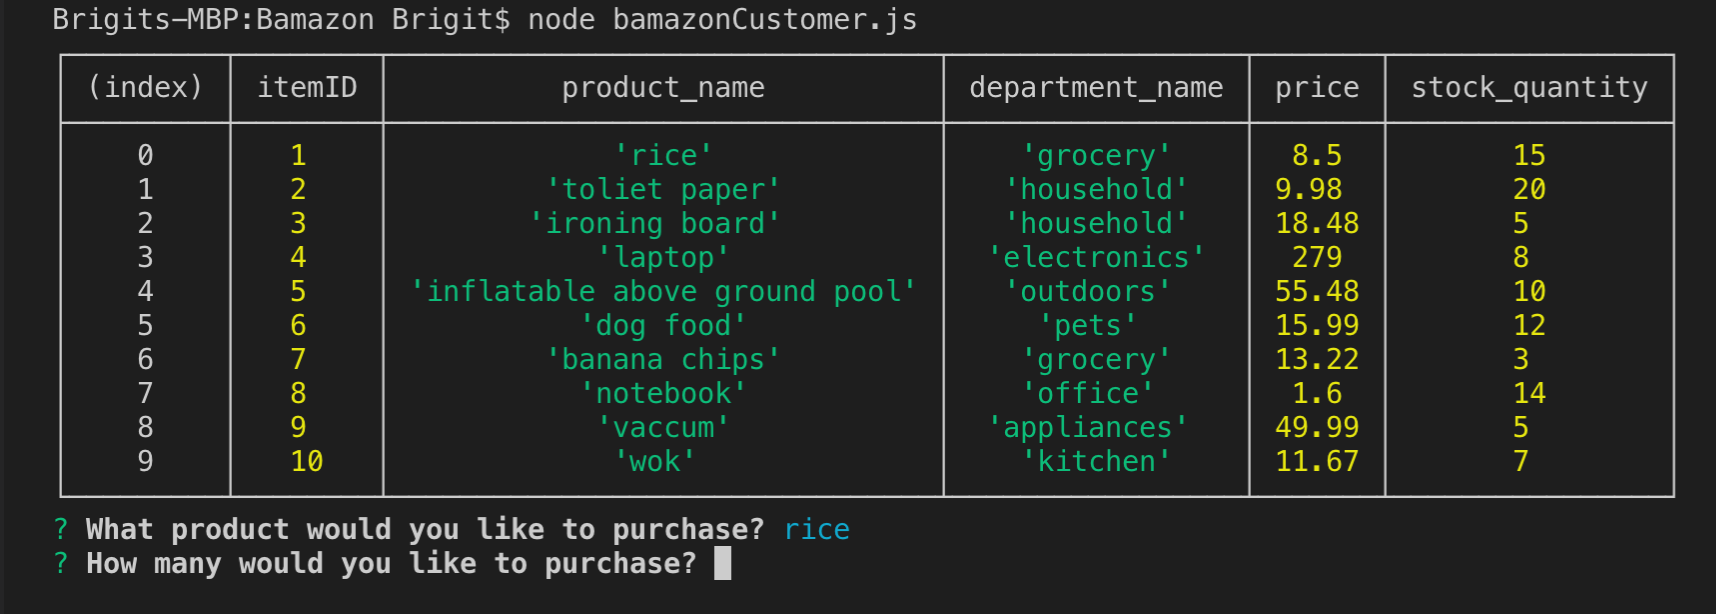 Brigits-MBP:Bamazon Brigit$ node bamazonCustomer.js
(index) itemID product_name department_name price stock_quantity
0 1 'rice' 'grocery' 8.5 15
1 2 'toliet paper' 'household' 9.98 20
2 3 'ironing board' 'household' 18.48 5
3 4 'laptop' 'electronics' 279 8
4 5 'inflatable above ground pool' 'outdoors' 55.48 10
5 6 'dog food' 'pets' 15.99 12
6 7 'banana chips' 'grocery' 13.22 3
7 8 'notebook' 'office' 1.6 14
8 9 'vaccum' 'appliances' 49.99 5
9 10 'wok' 'kitchen' 11.67 7
? What product would you like to purchase? rice
? How many would you like to purchase?